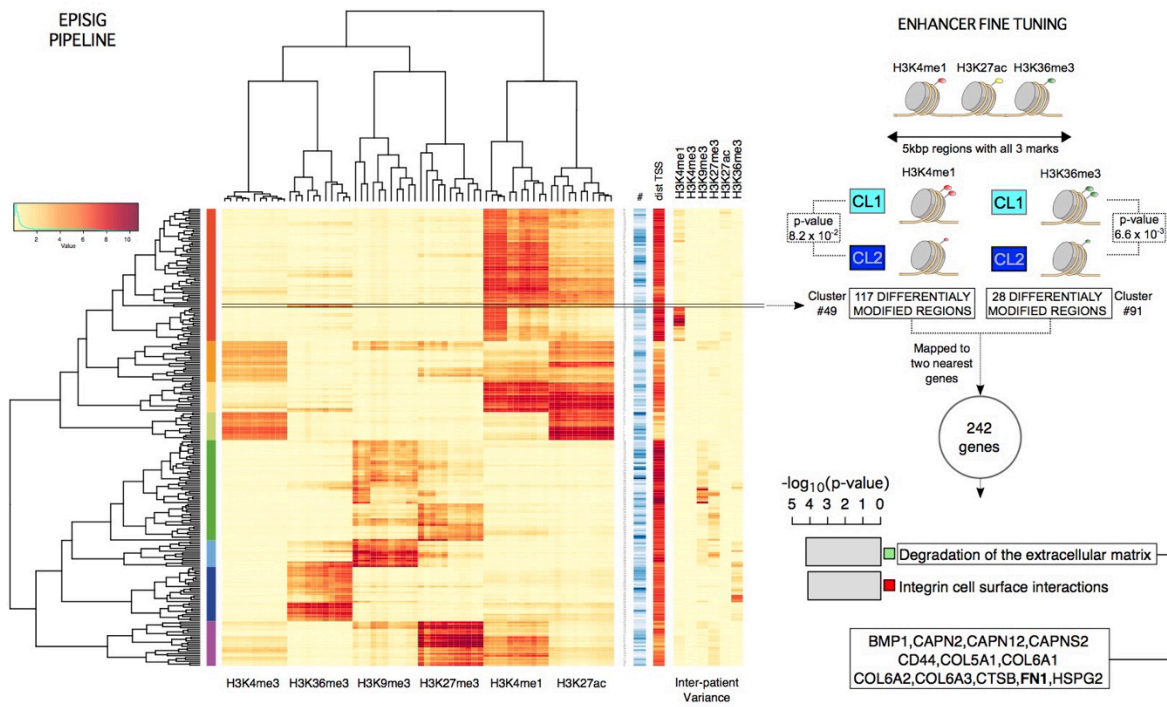 EPISIG
PIPELINE
2 4 6 8 10
Value
#
dist TSS
H3K4me1
H3K4me3
H3K9me3
H3K27me3
H3K27ac
H3K36me3
H3K4me3 H3K36me3 H3K9me3 H3K27me3 H3K4me1 H3K27ac
Inter-patient
Variance
ENHANCER FINE TUNING
H3K4me1 H3K27ac H3K36me3
5kbp regions with all 3 marks
H3K4me1 H3K36me3
CL1 CL1
p-value
8.2 x 10-2
p-value
6.6 x 10-3
CL2 CL2
Cluster
#49
117 DIFFERENTIALY
MODIFIED REGIONS
28 DIFFERENTIALY
MODIFIED REGIONS
Cluster
#91
Mapped to
two nearest
genes
242
genes
-log10(p-value)
5 4 3 2 1 0
Degradation of the extracellular matrix
Integrin cell surface interactions
BMP1,CAPN2,CAPN12,CAPNS2
CD44,COL5A1,COL6A1
COL6A2,COL6A3,CTSB,FN1,HSPG2